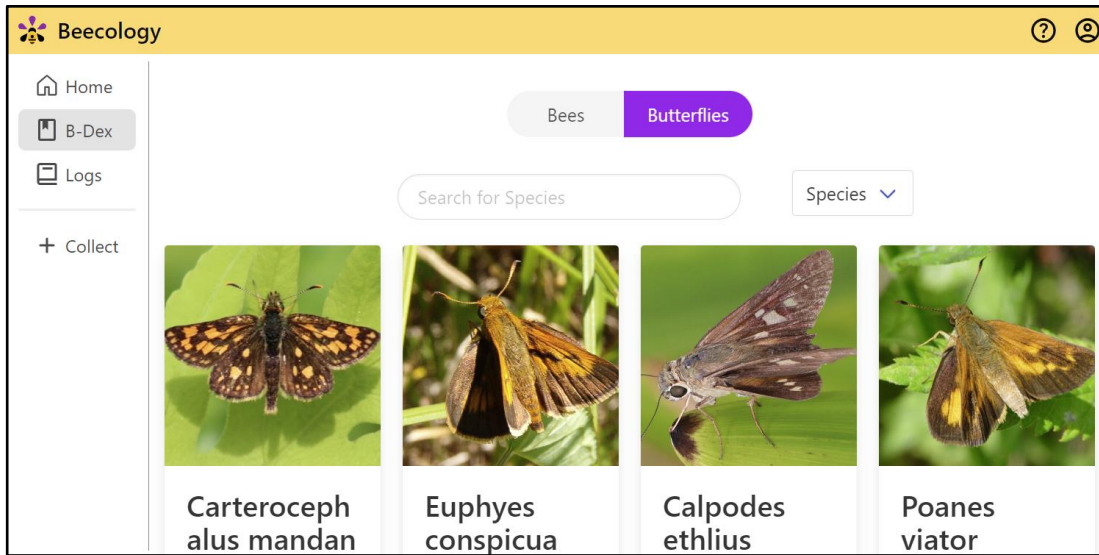 Beecology
Home
B-Dex
Logs
Collect
Bees
Butterflies
Search for Species
Species
Carteroceph
alus mandan
Euphyes
conspicua
Calpodes
ethlius
Poanes
viator